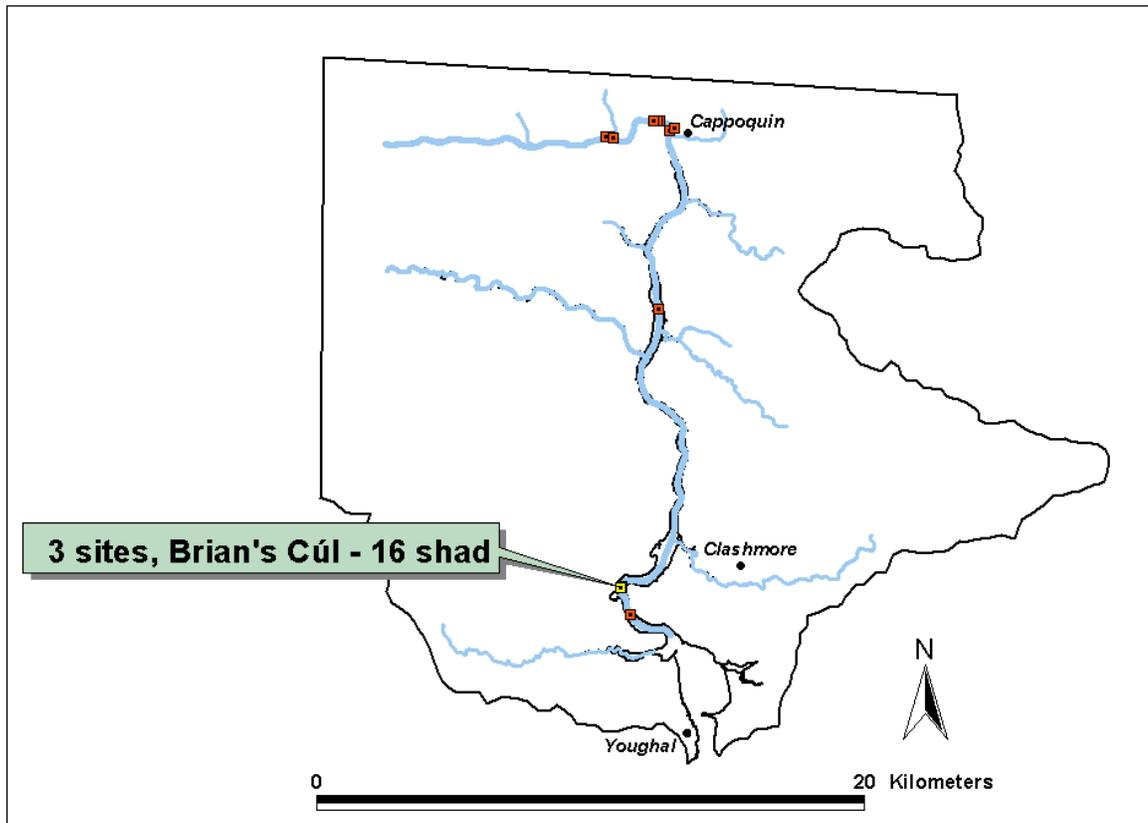 Cappoquin
3 sites, Brian's Cúl - 16 shad
Clashmore
N
Youghal
0 20 Kilometers